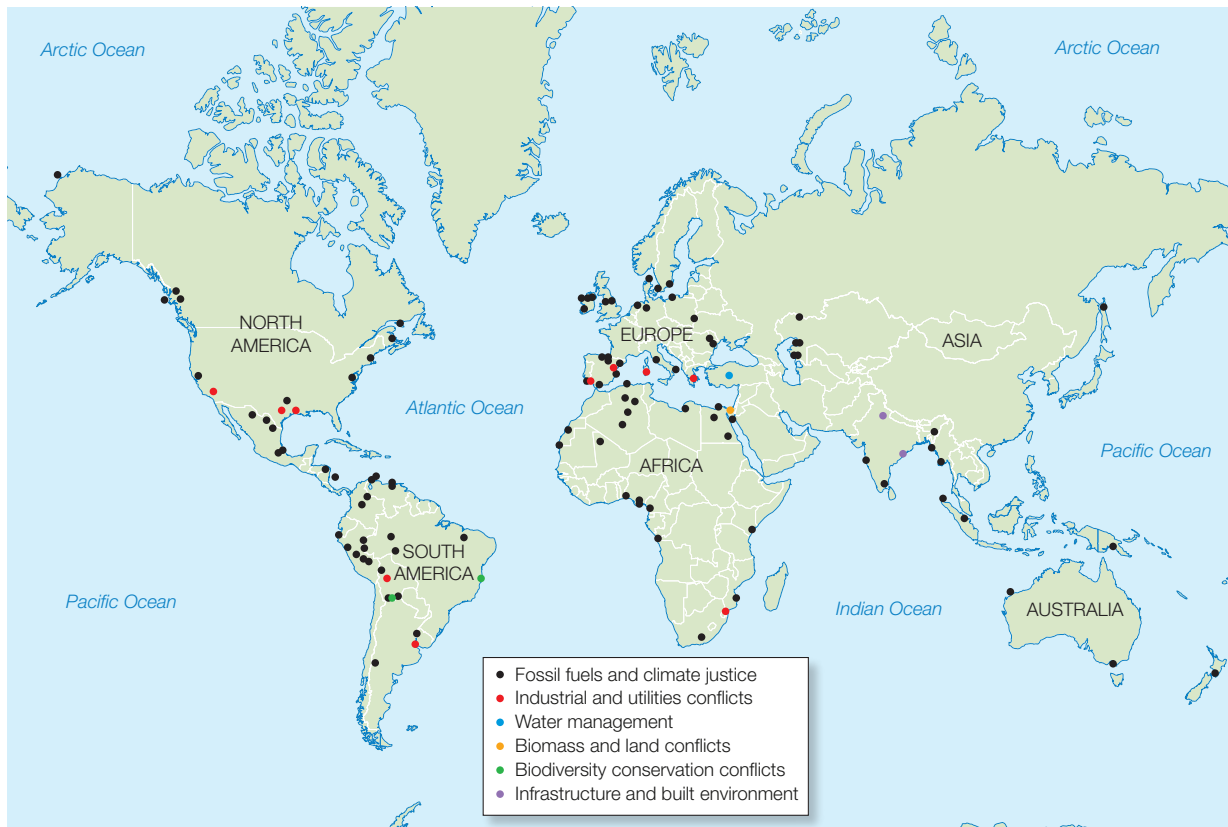 Arctic Ocean
Arctic Ocean
NORTH
AMERICA
EUROPE
ASIA
Atlantic Ocean
Pacific Ocean
AFRICA
SOUTH
AMERICA
Pacific Ocean
Indian Ocean
AUSTRALIA
Fossil fuels and climate justice
Industrial and utilities conflicts
Water management
Biomass and land conflicts
Biodiversity conservation conflicts
Infrastructure and built environment